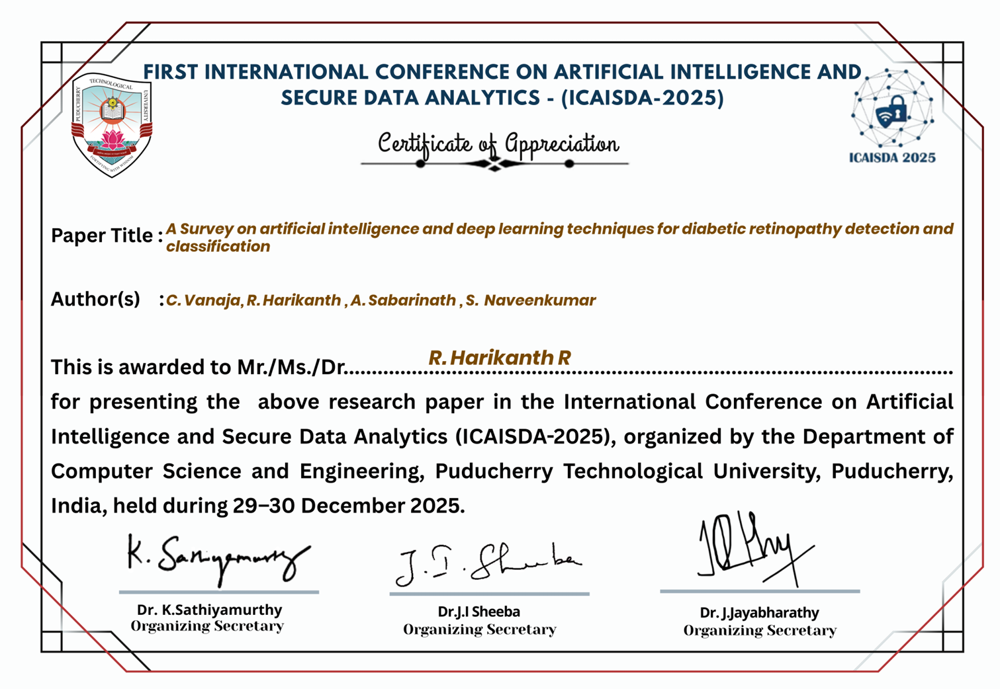 FIRST INTERNATIONAL CONFERENCE ON ARTIFICIAL INTELLIGENCE AND
SECURE DATA ANALYTICS - (ICAISDA-2025)
PUDUCHERRY
TECHNOLOGICAL
UNIVERSITY
FORTIFYING WITH WISDOM
ICAISDA 2025
Certificate of Appreciation
Paper Title : A Survey on artificial intelligence and deep learning techniques for diabetic retinopathy detection and
classification
Author(s) : C. Vanaja, R. Harikanth , A. Sabarinath , S. Naveenkumar
This is awarded to Mr./Ms./Dr. R. Harikanth R
for presenting the above research paper in the International Conference on Artificial
Intelligence and Secure Data Analytics (ICAISDA-2025), organized by the Department of
Computer Science and Engineering, Puducherry Technological University, Puducherry,
India, held during 29–30 December 2025.
K. Sathiyamurthy J. I. Sheeba
Dr. K.Sathiyamurthy
Organizing Secretary
Dr.J.I Sheeba
Organizing Secretary
Dr. J.Jayabharathy
Organizing Secretary